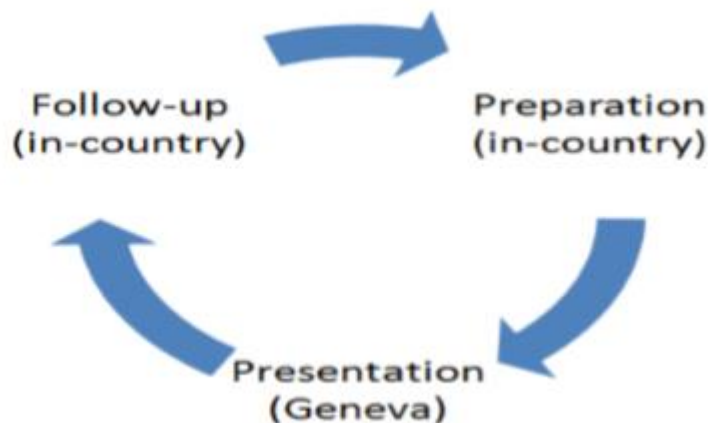 Follow-up
(in-country)
Preparation
(in-country)
Presentation
(Geneva)